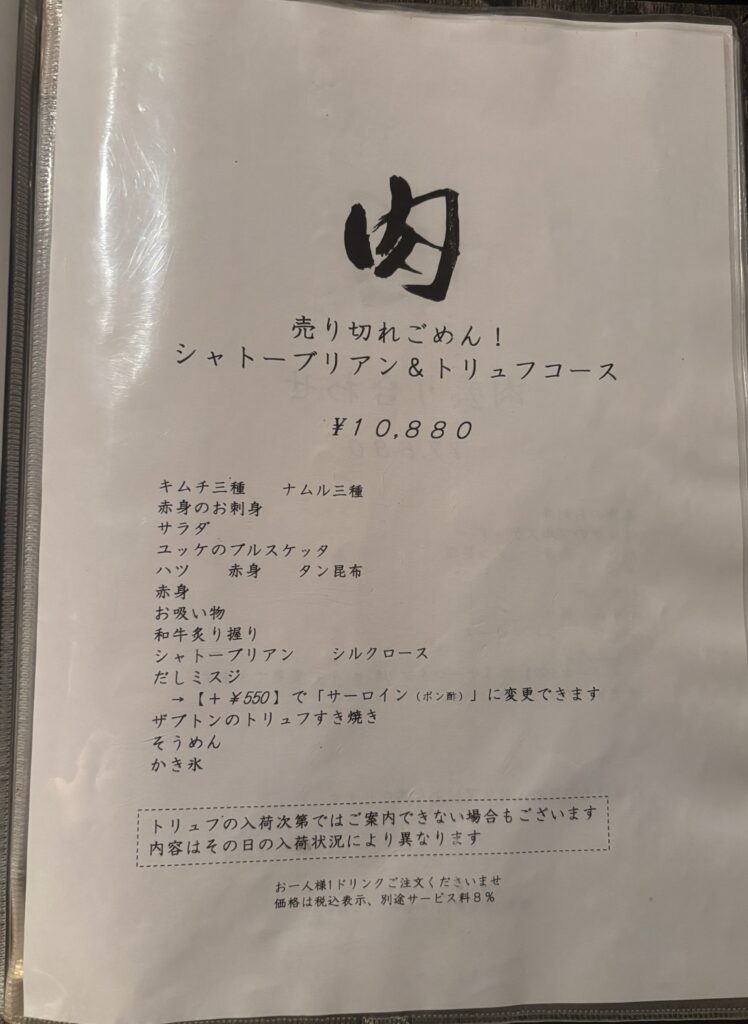 肉
売り切れごめん！
シャトーブリアン＆トリュフコース
¥10,880
キムチ三種　ナムル三種
赤身のお刺身
サラダ
ユッケのブルスケッタ
ハツ　赤身　タン昆布
赤身
お吸い物
和牛炙り握り
シャトーブリアン　シルクロース
だしミスジ
→【＋¥550】で「サーロイン（ポン酢）」に変更できます
ザブトンのトリュフすき焼き
そうめん
かき氷
トリュフの入荷次第ではご案内できない場合もございます
内容はその日の入荷状況により異なります
お一人様1ドリンクご注文くださいませ
価格は税込表示、別途サービス料8％